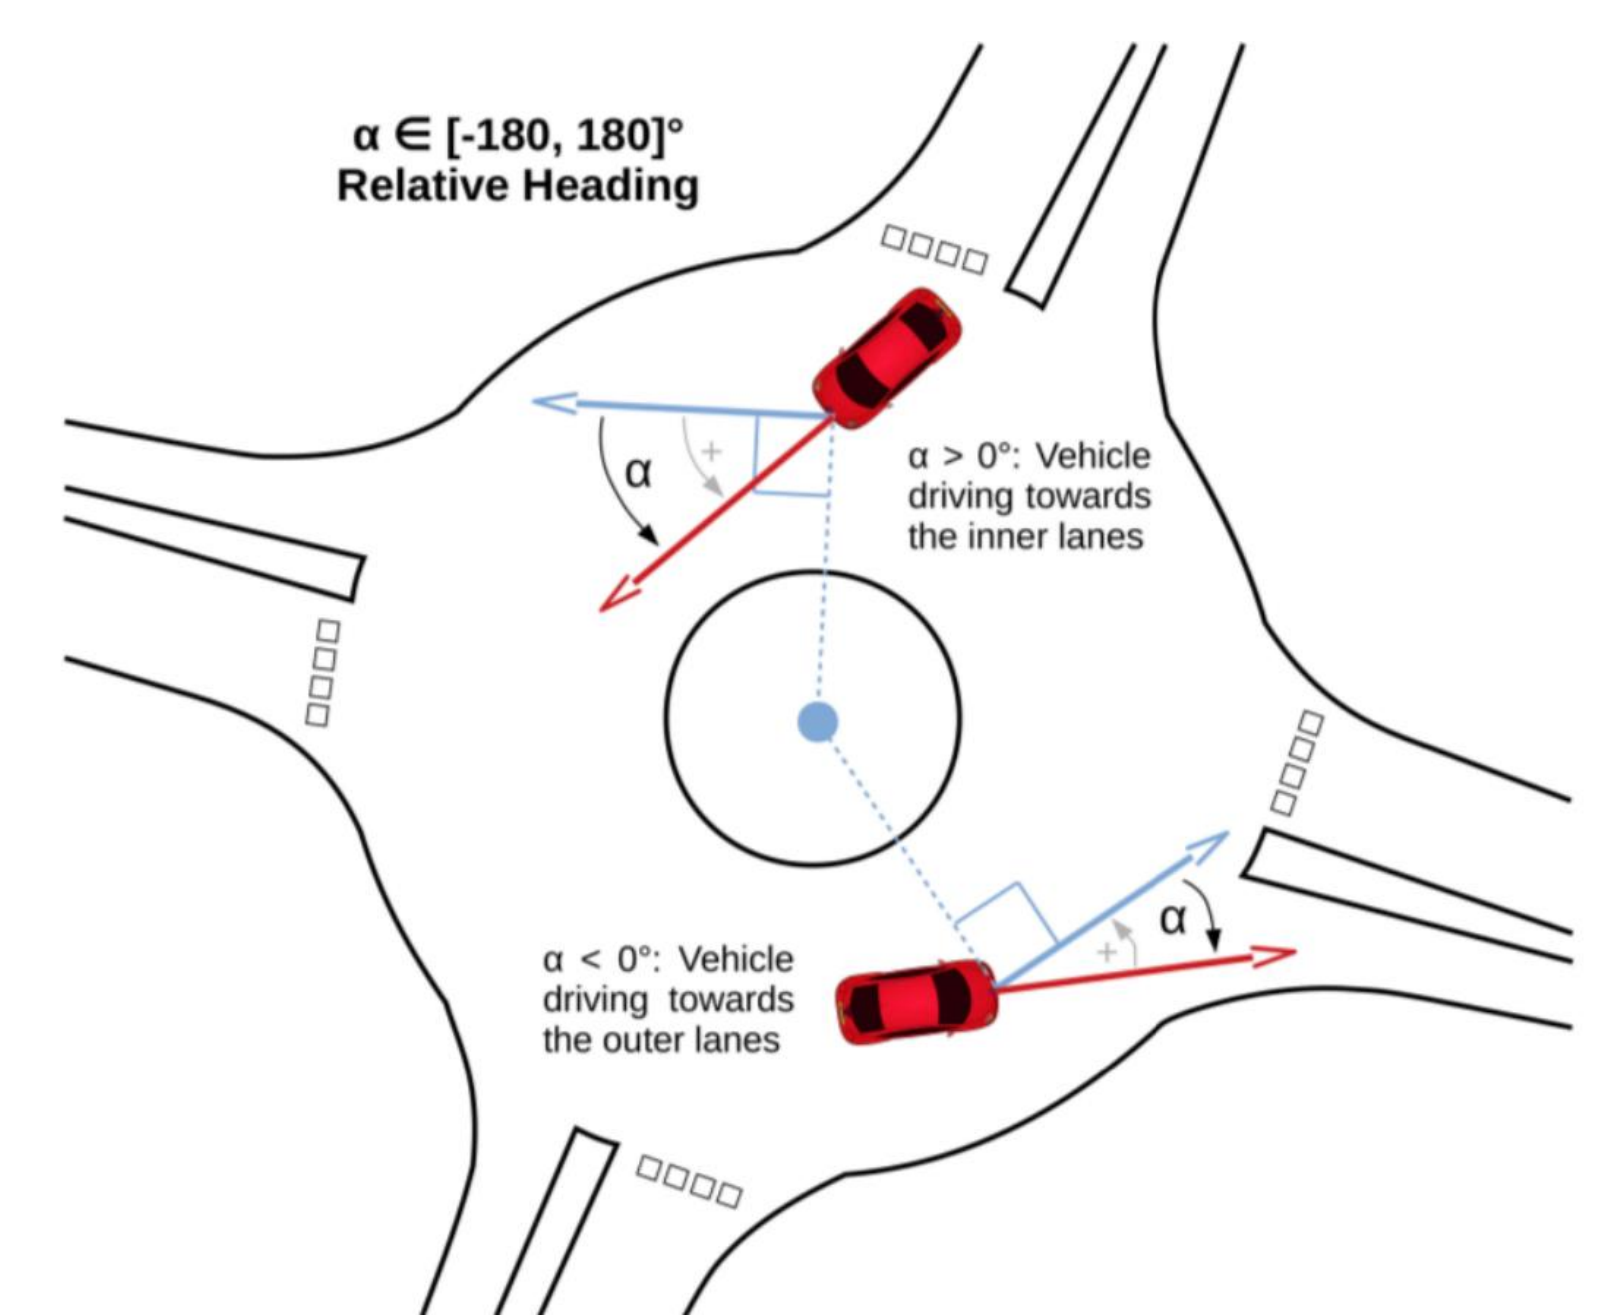 α ∈ [-180, 180]°
Relative Heading
α
+
α > 0°: Vehicle
driving towards
the inner lanes
α
+
α < 0°: Vehicle
driving towards
the outer lanes